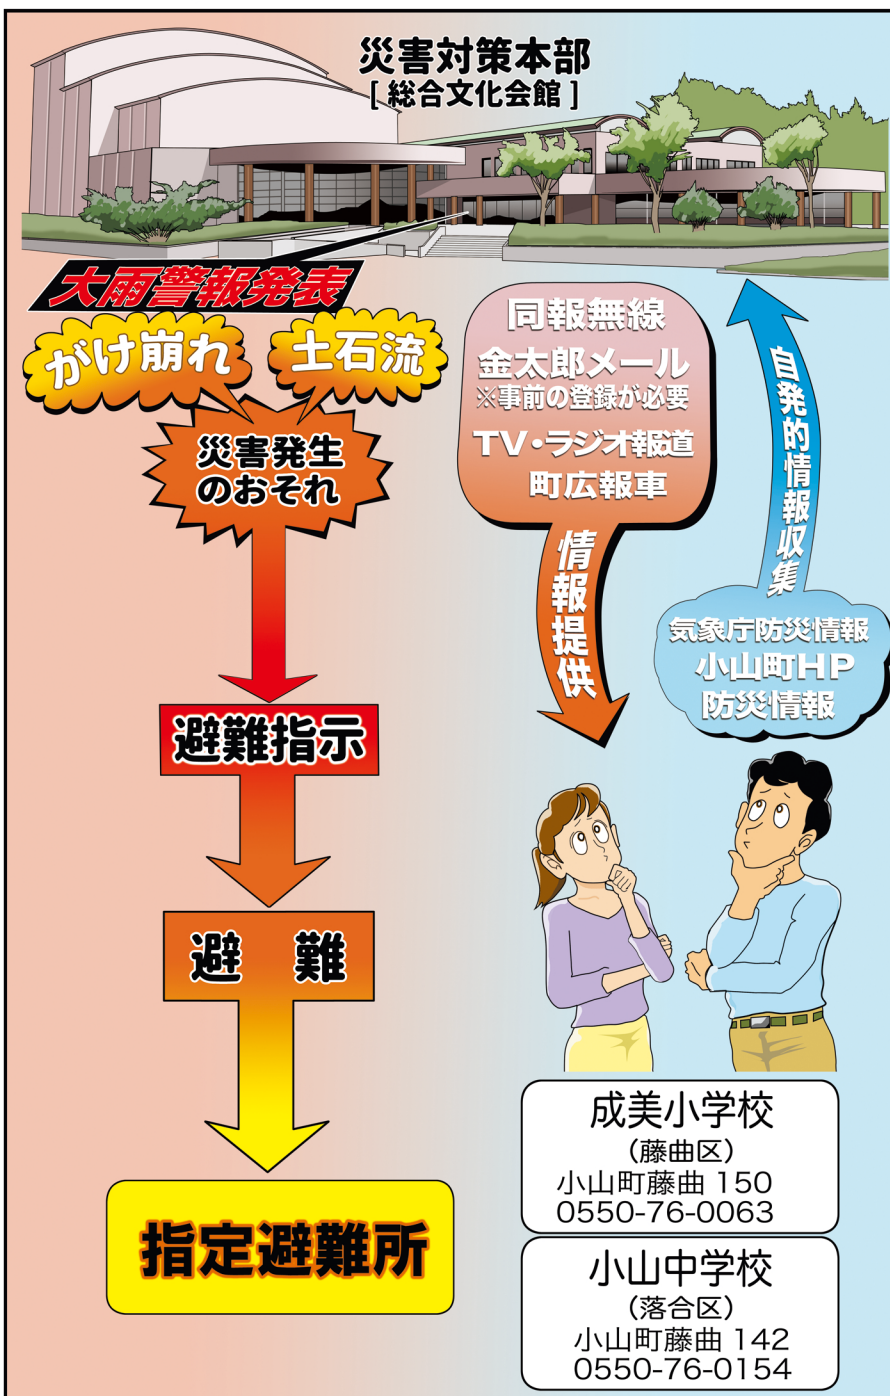 災害対策本部
[ 総合文化会館 ]
大雨警報発表
がけ崩れ
土石流
災害発生
のおそれ
避難指示
避 難
指定避難所
同報無線
金太郎メール
※事前の登録が必要
TV・ラジオ報道
町広報車
情報提供
自発的情報収集
気象庁防災情報
小山町HP
防災情報
成美小学校
(藤曲区)
小山町藤曲 150
0550-76-0063
小山中学校
(落合区)
小山町藤曲 142
0550-76-0154